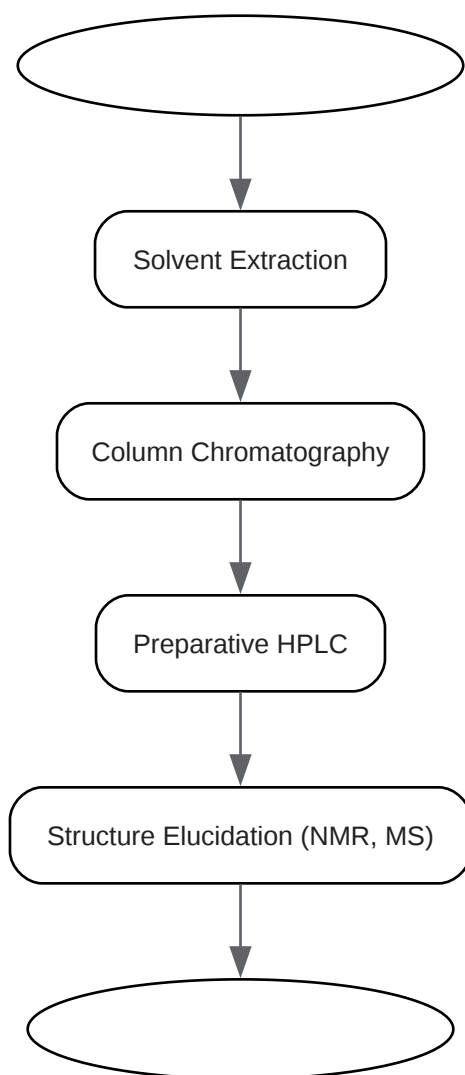 Solvent Extraction
Column Chromatography
Preparative HPLC
Structure Elucidation (NMR, MS)